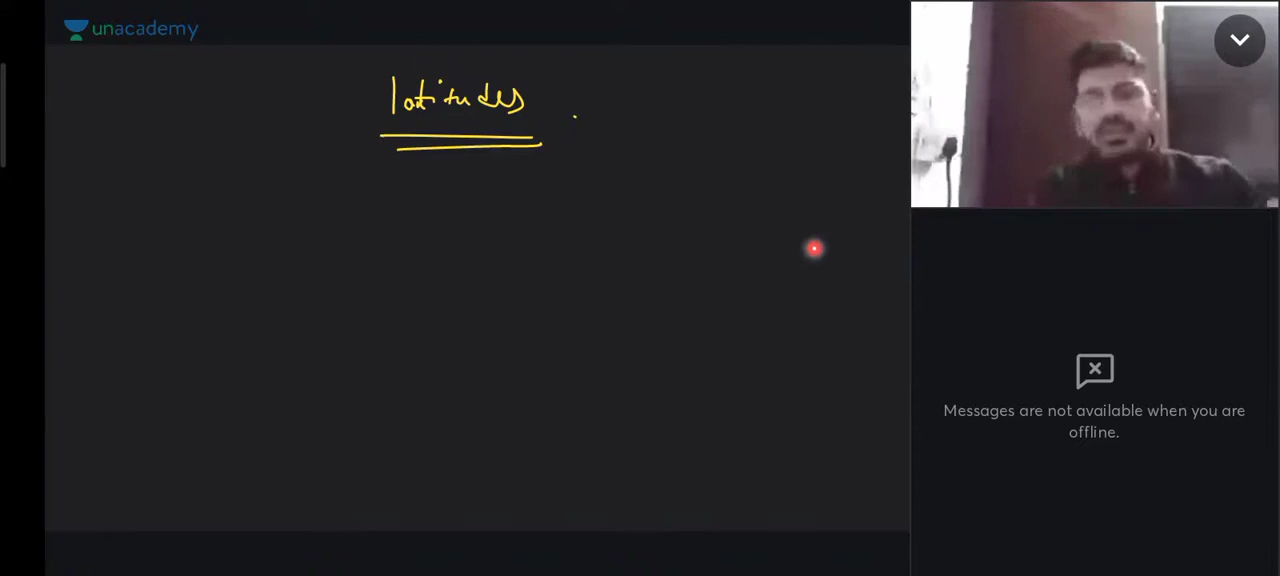 unacademy
latitudes
Messages are not available when you are
offline.